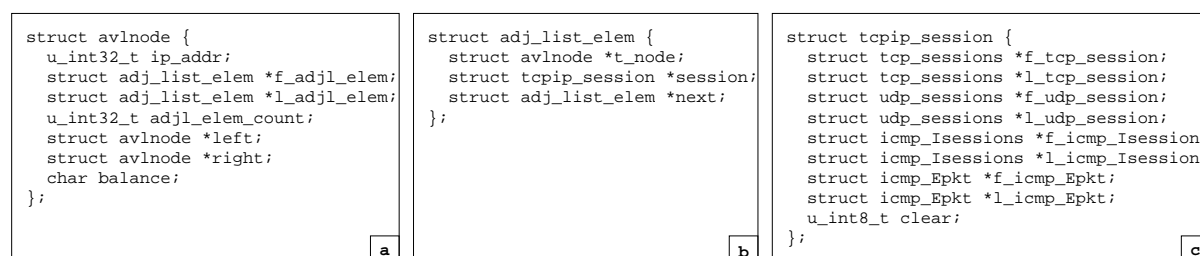 struct avlnode {
u_int32_t ip_addr;
struct adj_list_elem *f_adjl_elem;
struct adj_list_elem *l_adjl_elem;
u_int32_t adjl_elem_count;
struct avlnode *left;
struct avlnode *right;
char balance;
};
a
struct adj_list_elem {
struct avlnode *t_node;
struct tcpip_session *session;
struct adj_list_elem *next;
};
b
struct tcpip_session {
struct tcp_sessions *f_tcp_session;
struct tcp_sessions *l_tcp_session;
struct udp_sessions *f_udp_session;
struct udp_sessions *l_udp_session;
struct icmp_Isessions *f_icmp_Isession
struct icmp_Isessions *l_icmp_Isession
struct icmp_Epkt *f_icmp_Epkt;
struct icmp_Epkt *l_icmp_Epkt;
u_int8_t clear;
};
c